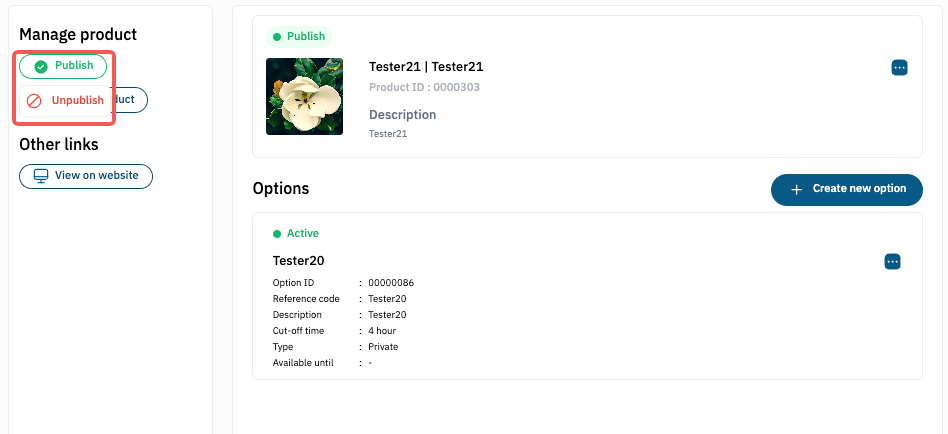 Manage product
Publish
Unpublish
duct
Other links
View on website
Publish
Tester21 | Tester21
Product ID : 0000303
Description
Tester21
Options
Create new option
Active
Tester20
Option ID : 00000086
Reference code : Tester20
Description : Tester20
Cut-off time : 4 hour
Type : Private
Available until : -